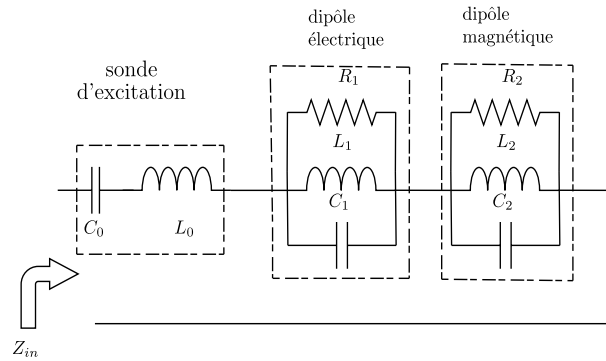 dipôle
électrique
dipôle
magnétique
sonde
d'excitation
R₁
L₁
C₁
R₂
L₂
C₂
C₀
L₀
Zᵢₙ